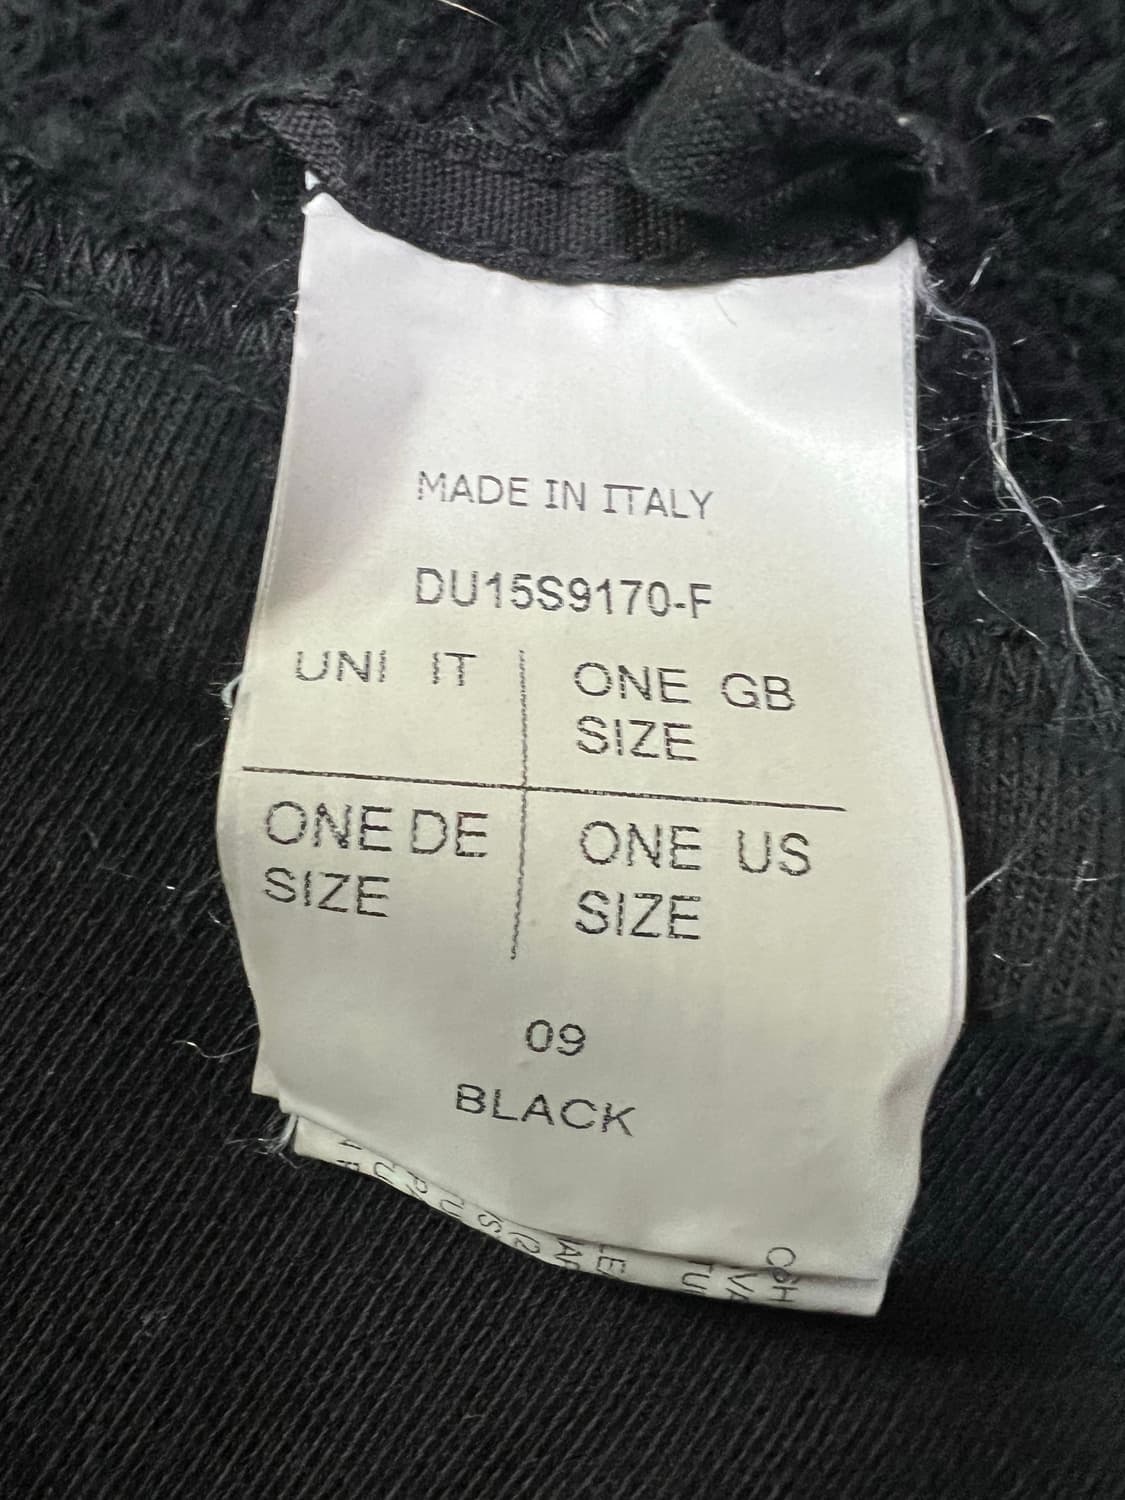 MADE IN ITALY
DU15S9170-F
UNI IT
ONE GB
SIZE
ONE DE
SIZE
ONE US
SIZE
09
BLACK